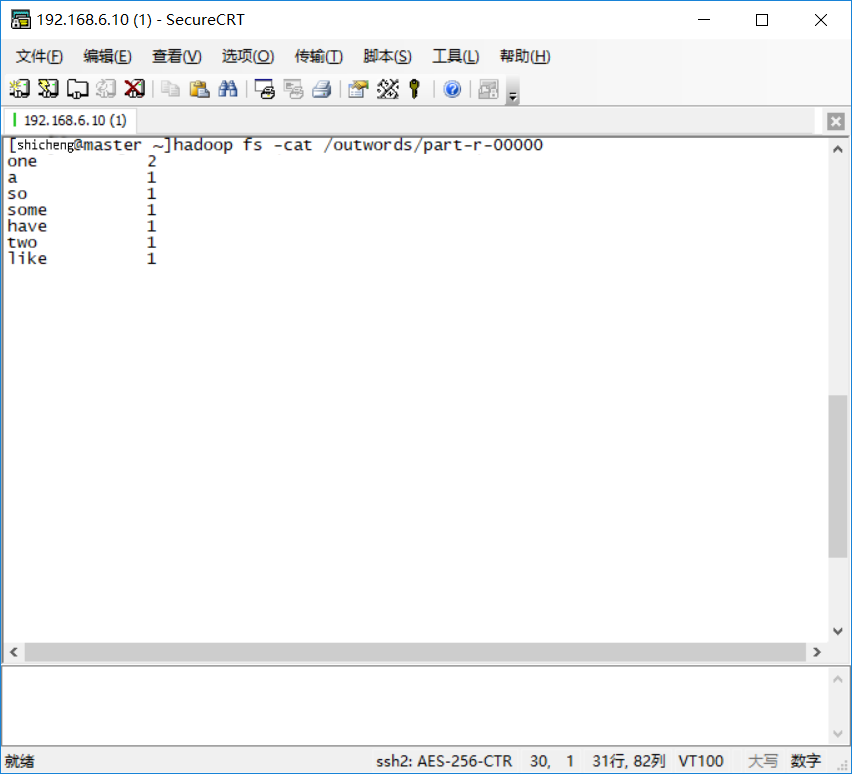 192.168.6.10 (1) - SecureCRT
文件(F) 编辑(E) 查看(V) 选项(O) 传输(T) 脚本(S) 工具(L) 帮助(H)
192.168.6.10 (1)
[shicheng@master ~]hadoop fs -cat /outwords/part-r-00000
one 2
a 1
so 1
some 1
have 1
two 1
like 1
就绪 ssh2: AES-256-CTR 30, 1 31行, 82列 VT100 大写 数字